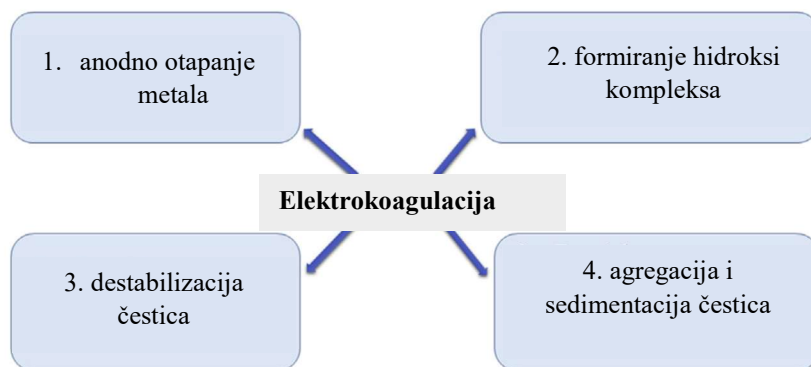 1. anodno otapanje
metala
2. formiranje hidroksi
kompleksa
Elektrokoagulacija
3. destabilizacija
čestica
4. agregacija i
sedimentacija čestica